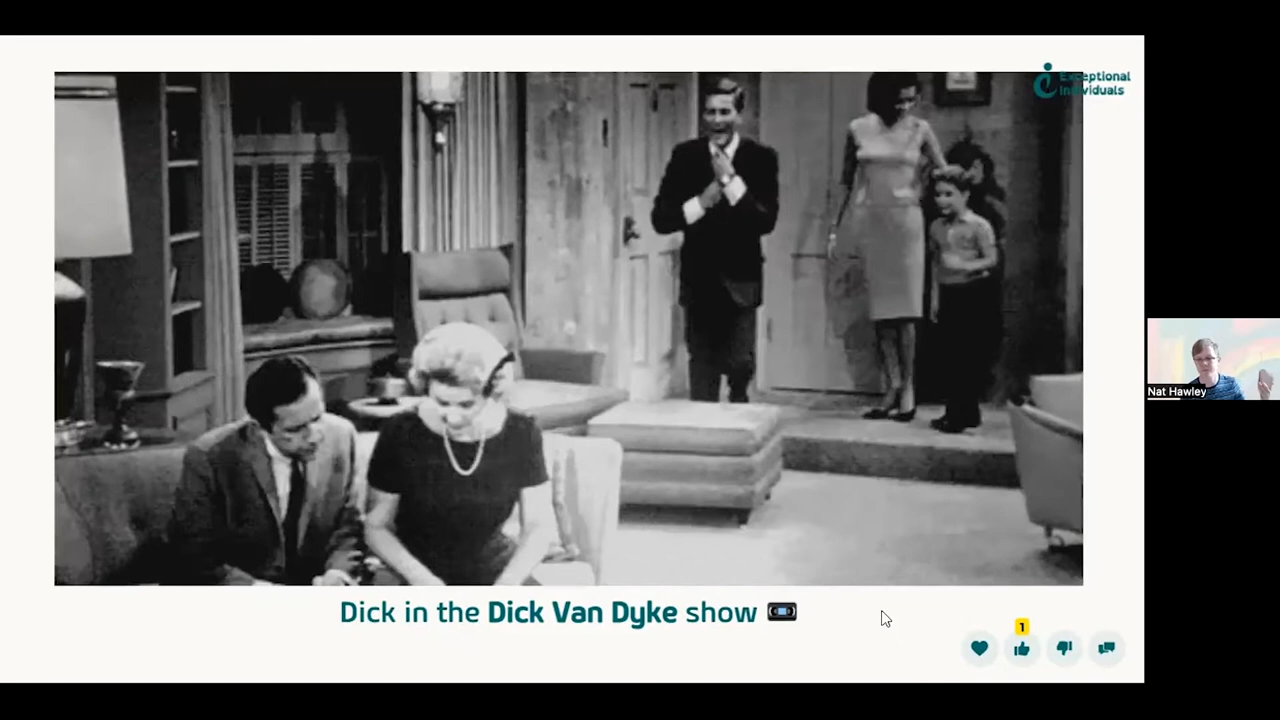 Exceptional
Individuals
Nat Hawley
Dick in the Dick Van Dyke show
1